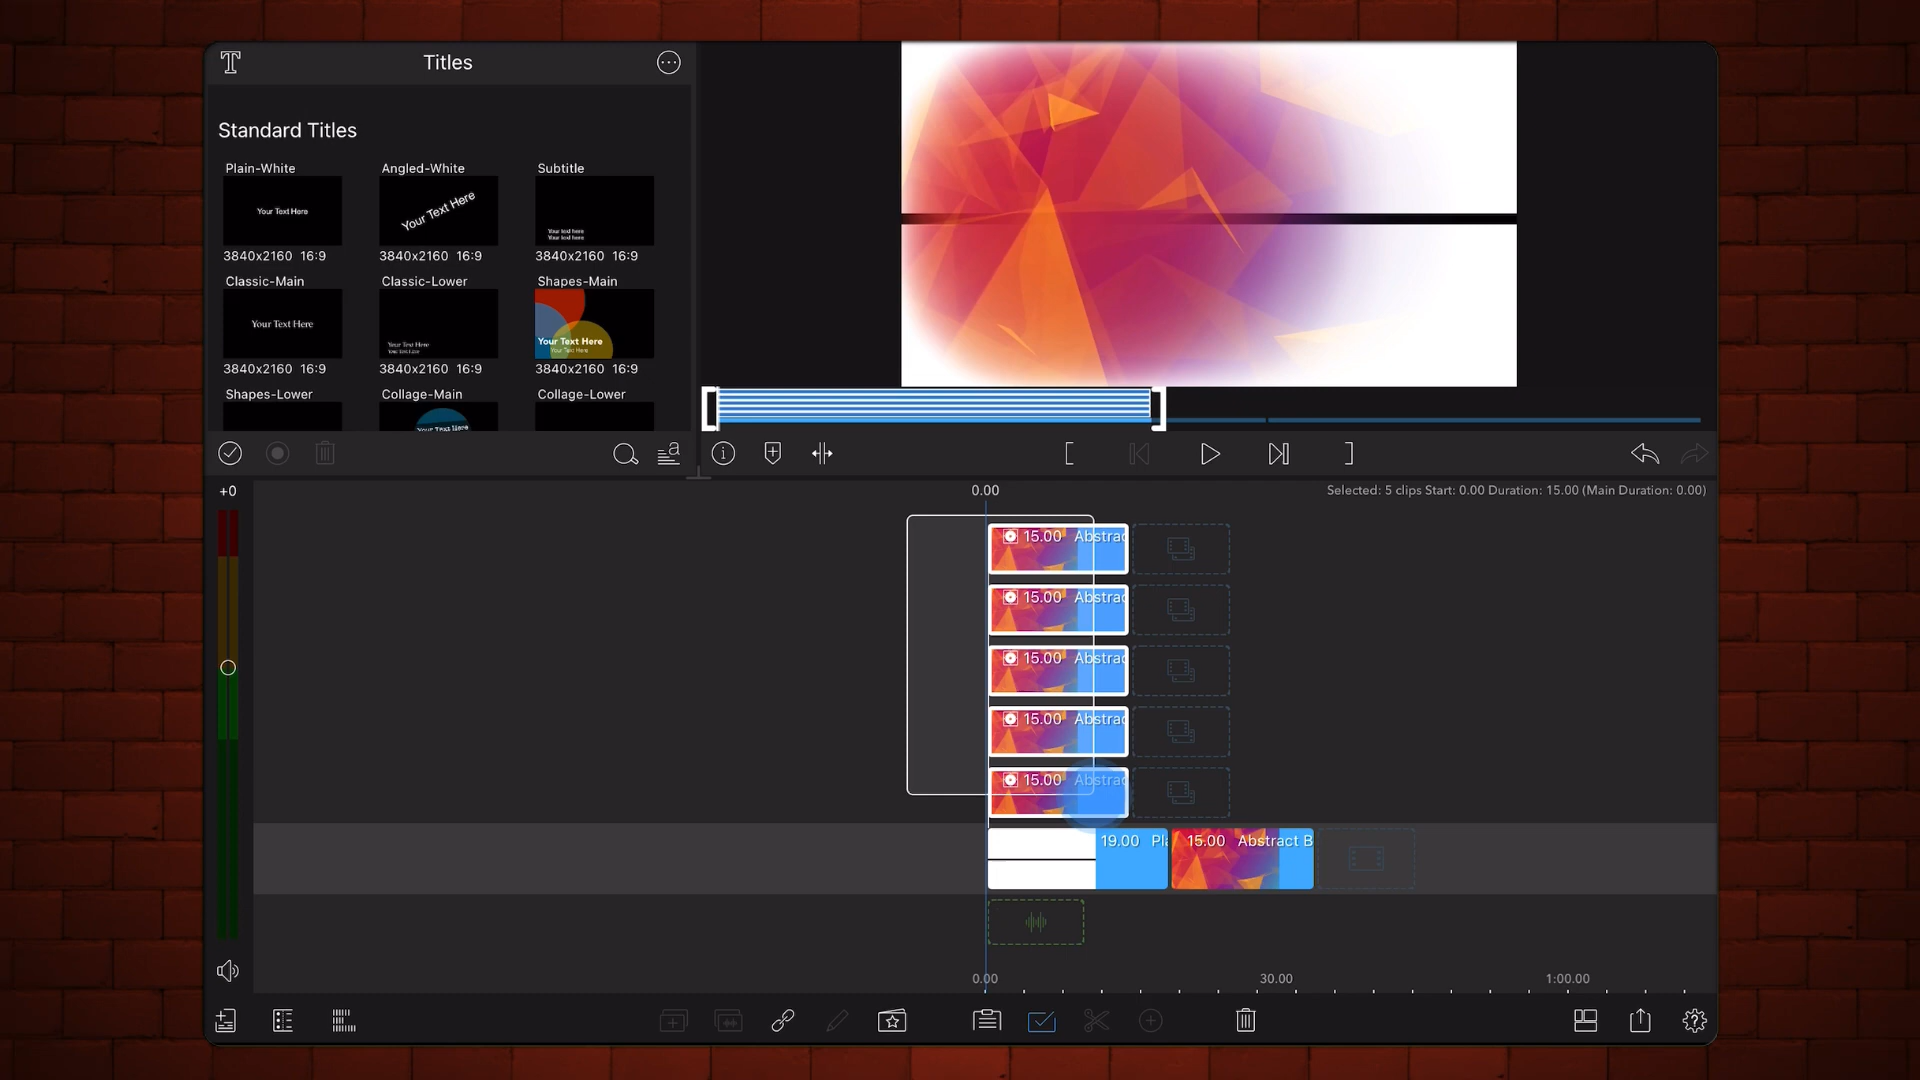 Titles
Standard Titles
Plain-White
Angled-White
Subtitle
Your Text Here
Your Text Here
Your text here
Your text here
3840x2160 16:9
3840x2160 16:9
3840x2160 16:9
Classic-Main
Classic-Lower
Shapes-Main
Your Text Here
Your Text Here
Your Text Here
Your Text Here
Your Text Here
3840x2160 16:9
3840x2160 16:9
3840x2160 16:9
Shapes-Lower
Collage-Main
Collage-Lower
Your Text Here
a
+0
0.00
Selected: 5 clips Start: 0.00 Duration: 15.00 (Main Duration: 0.00)
15.00 Abstrac
15.00 Abstrac
15.00 Abstrac
15.00 Abstrac
15.00 Abstrac
19.00 Pla
15.00 Abstract B
0.00
30.00
1:00.00